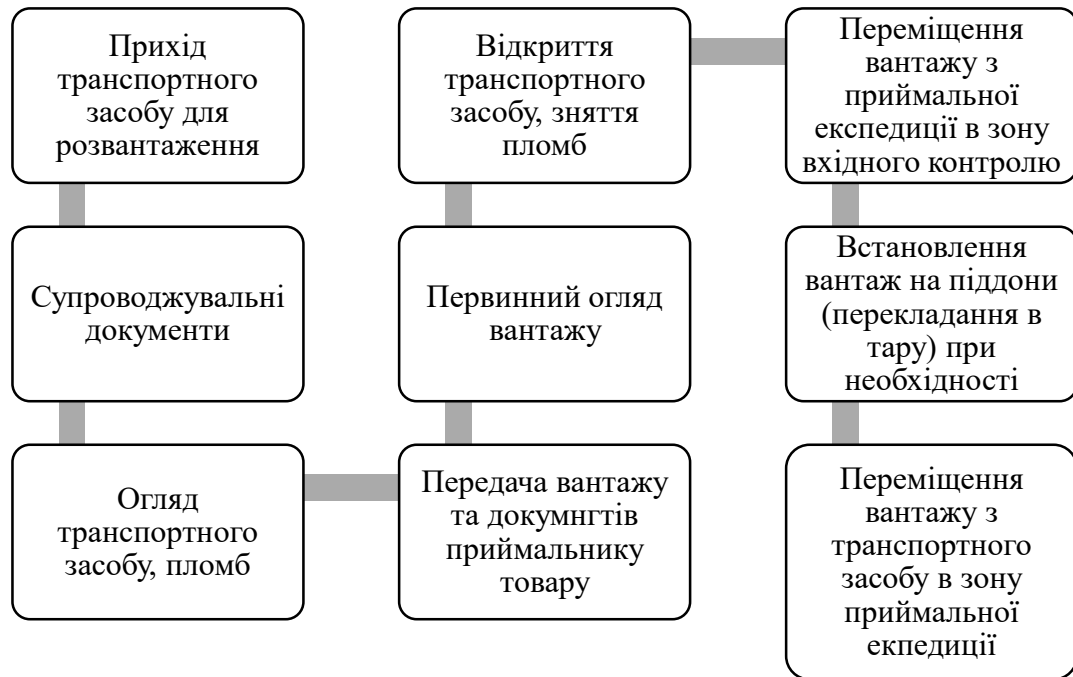 Прихід
транспортного
засобу для
розвантаження
Супроводжувальні
документи
Огляд
транспортного
засобу, пломб
Передача вантажу
та докумнгтів
приймальнику
товару
Первинний огляд
вантажу
Відкриття
транспортного
засобу, зняття
пломб
Переміщення
вантажу з
приймальної
експедиції в зону
вхідного контролю
Встановлення
вантаж на піддони
(перекладання в
тару) при
необхідності
Переміщення
вантажу з
транспортного
засобу в зону
приймальної
екпедиції